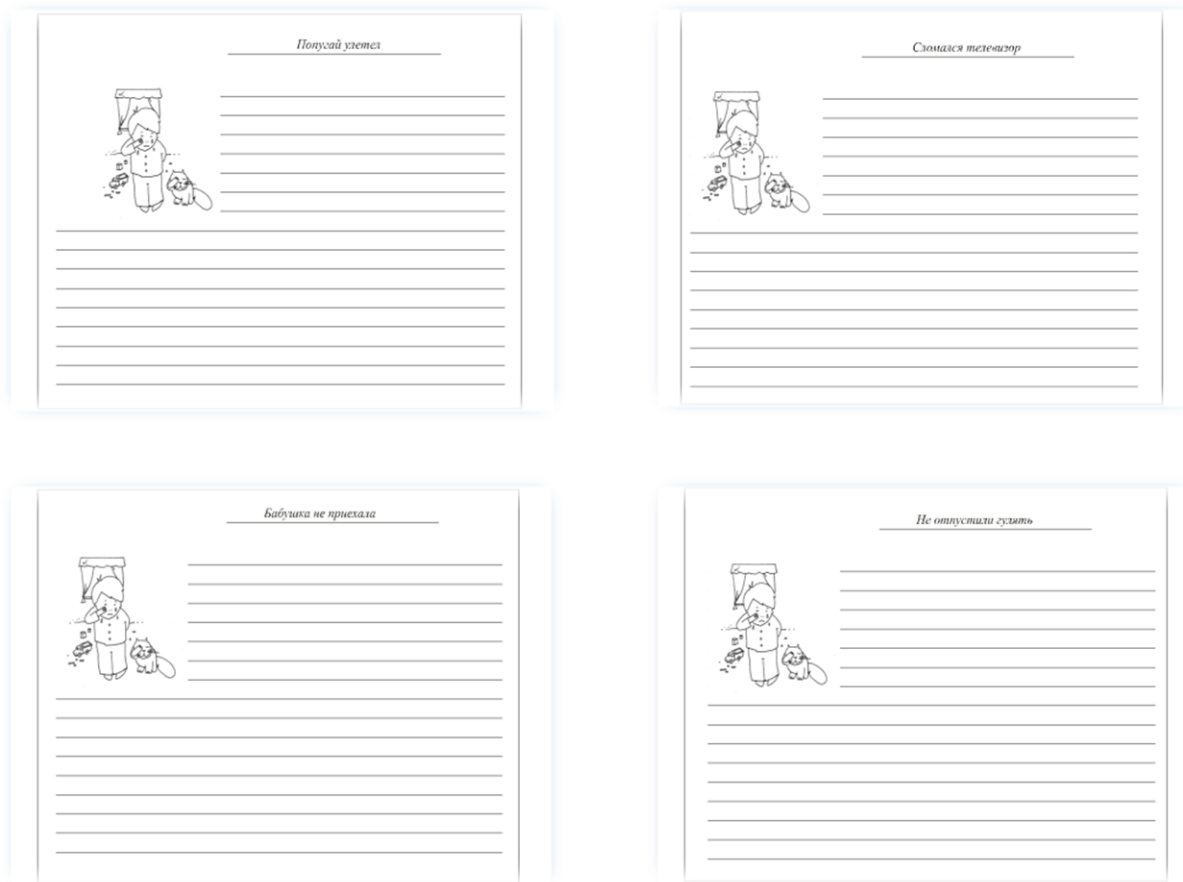 Попугай улетел
Сломался телевизор
Бабушка не приехала
Не отпустили гулять